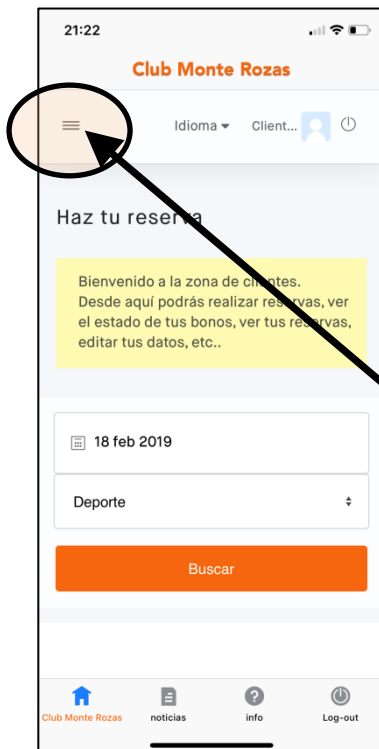 21:22
Club Monte Rozas
Idioma Client...
Haz tu reserva
Bienvenido a la zona de clientes.
Desde aquí podrás realizar reservas, ver
el estado de tus bonos, ver tus reservas,
editar tus datos, etc..
18 feb 2019
Deporte
Buscar
Club Monte Rozas noticias info Log-out